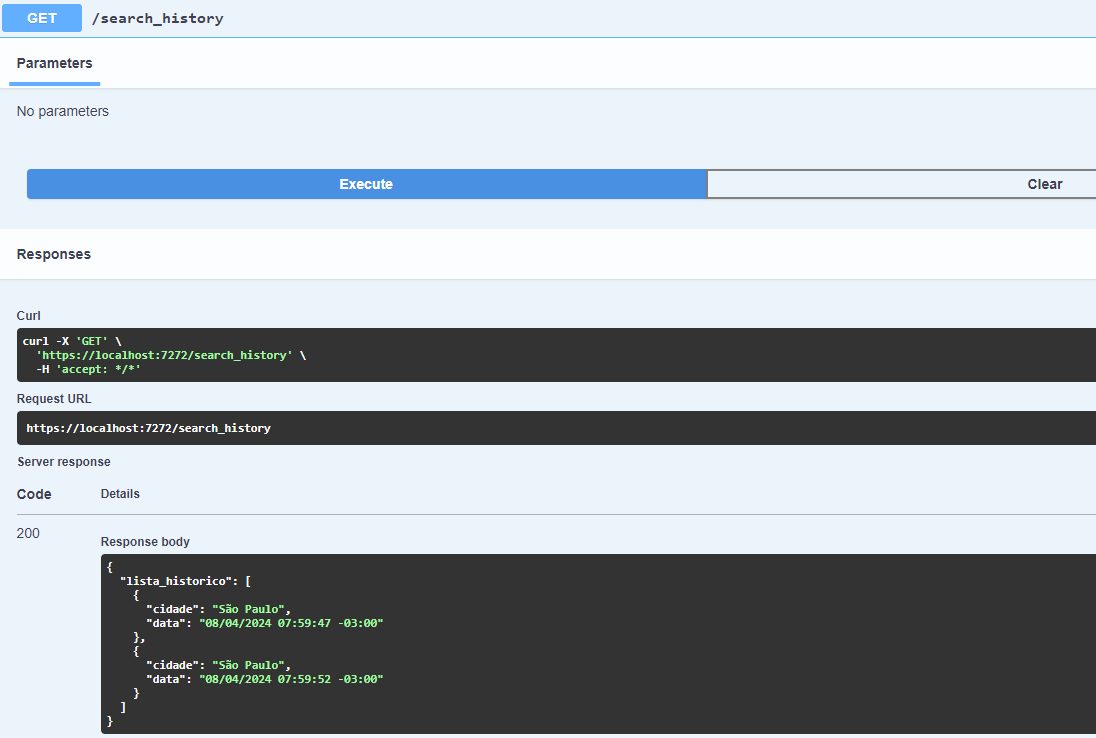 GET /search_history
Parameters
No parameters
Execute Clear
Responses
Curl
curl -X 'GET' \
  'https://localhost:7272/search_history' \
  -H 'accept: */*'
Request URL
https://localhost:7272/search_history
Server response
Code Details
200
Response body
{
  "lista_historico": [
    {
      "cidade": "São Paulo",
      "data": "08/04/2024 07:59:47 -03:00"
    },
    {
      "cidade": "São Paulo",
      "data": "08/04/2024 07:59:52 -03:00"
    }
  ]
}